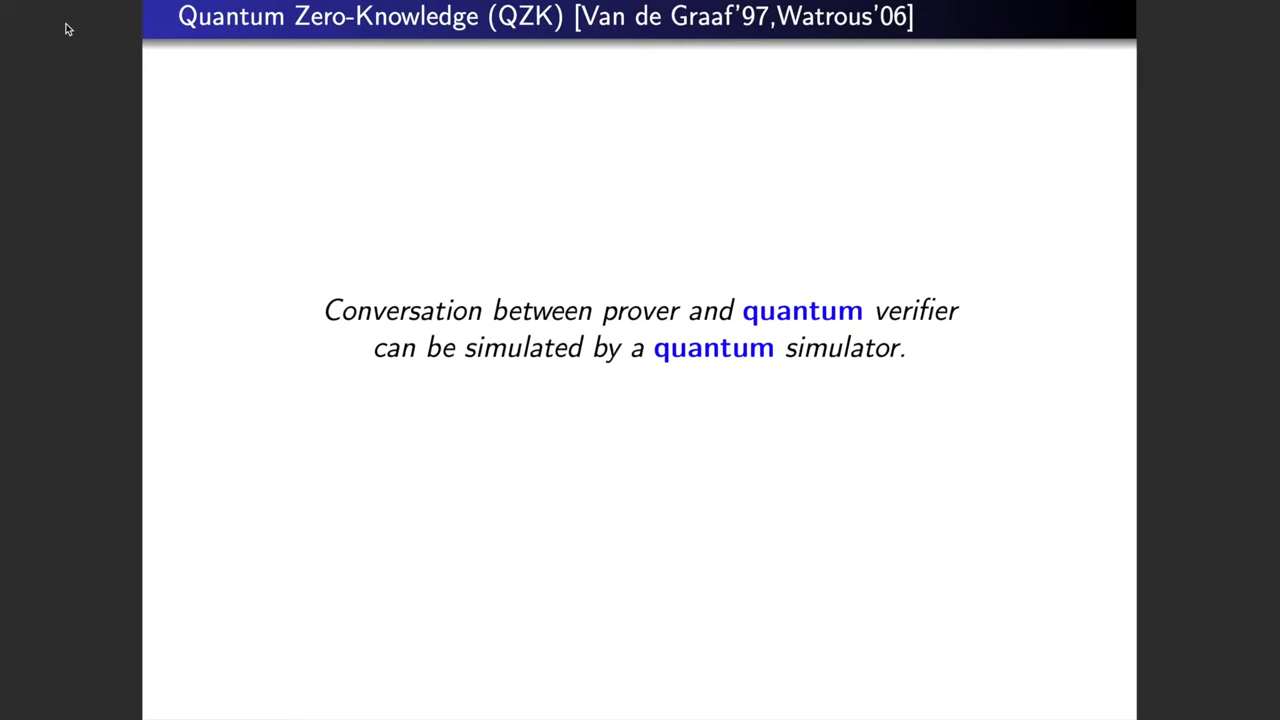 Quantum Zero-Knowledge (QZK) [Van de Graaf'97,Watrous'06]
Conversation between prover and quantum verifier
can be simulated by a quantum simulator.